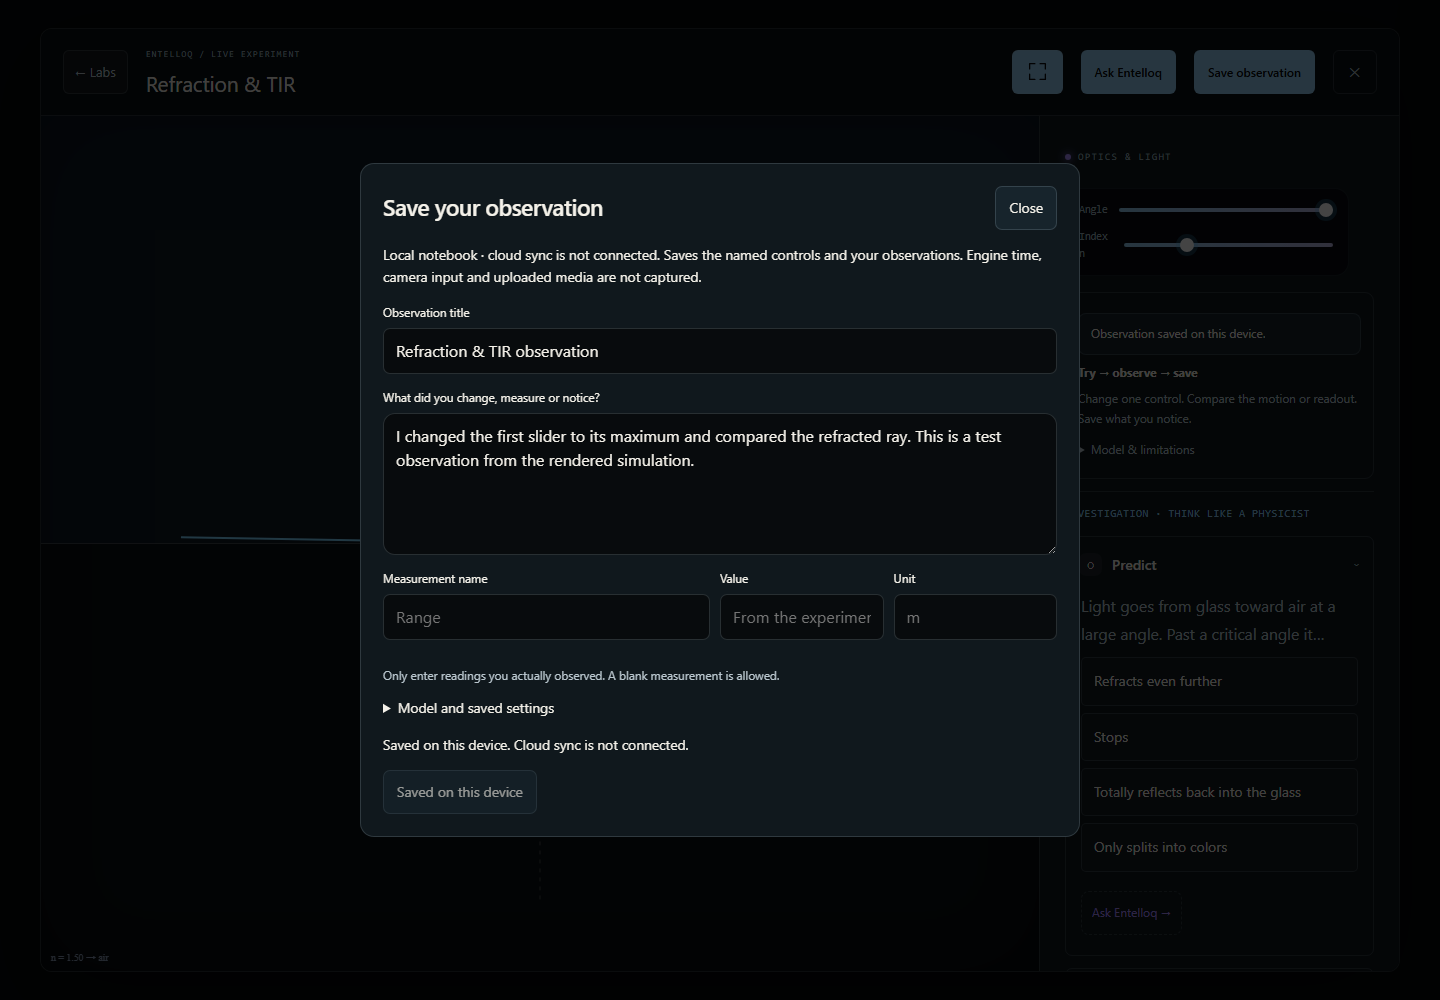 ← Labs
ENTELLOQ / LIVE EXPERIMENT
Refraction & TIR
Ask Entelloq
Save observation
×
OPTICS & LIGHT
Angle
Index
n
Observation saved on this device.
Try → observe → save
Change one control. Compare the motion or readout.
Save what you notice.
Model & limitations
VESTIGATION · THINK LIKE A PHYSICIST
Predict
Light goes from glass toward air at a
large angle. Past a critical angle it...
Refracts even further
Stops
Totally reflects back into the glass
Only splits into colors
Ask Entelloq →
Save your observation
Close
Local notebook · cloud sync is not connected. Saves the named controls and your observations. Engine time,
camera input and uploaded media are not captured.
Observation title
Refraction & TIR observation
What did you change, measure or notice?
I changed the first slider to its maximum and compared the refracted ray. This is a test
observation from the rendered simulation.
Measurement name
Value
Unit
Range
From the experimer
m
Only enter readings you actually observed. A blank measurement is allowed.
Model and saved settings
Saved on this device. Cloud sync is not connected.
Saved on this device
n = 1.50 → air